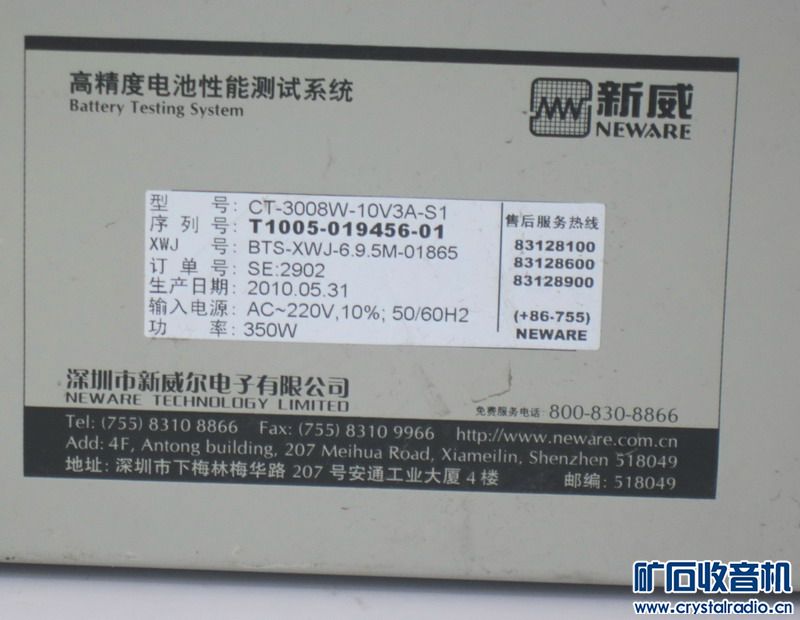 高精度电池性能测试系统
Battery Testing System
新威
NEWARE
型 号: CT-3008W-10V3A-S1
序 列 号: T1005-019456-01
XWJ 号: BTS-XWJ-6.9.5M-01865
订 单 号: SE:2902
生产日期: 2010.05.31
输入电源: AC~220V,10%; 50/60HZ
功 率: 350W
售后服务热线
83128100
83128600
83128900
(+86-755)
NEWARE
深圳市新威尔电子有限公司
NEWARE TECHNOLOGY LIMITED
免费服务电话: 800-830-8866
Tel: (755) 8310 8866 Fax: (755) 8310 9966 http://www.neware.com.cn
Add: 4F, Antong building, 207 Meihua Road, Xiameilin, Shenzhen 518049
地址: 深圳市下梅林梅华路 207 号安通工业大厦 4 楼 邮编: 518049
矿石收音机
www.crystalradio.cn